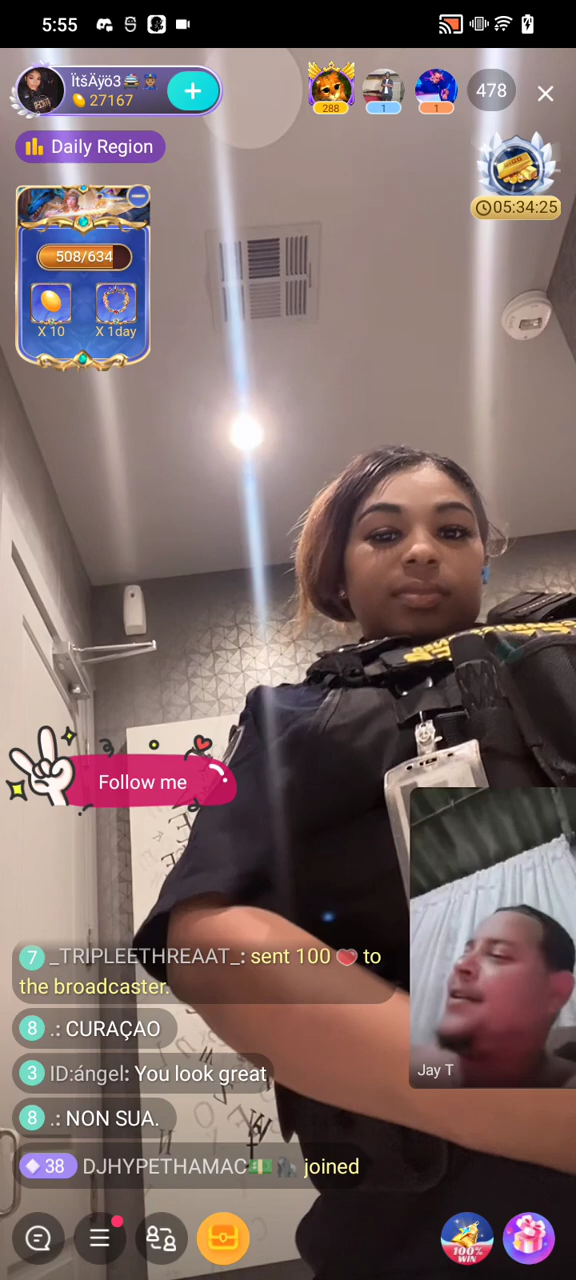 5:55
ÏtšÄÿö3
27167
288
1
1
478
Daily Region
05:34:25
508/634
X 10
X 1day
Follow me
7 _TRIPLEETHREAAT_: sent 100 to
the broadcaster.
8 .: CURAÇAO
3 ID:ángel: You look great
8 .: NON SUA.
38 DJHYPETHAMAC joined
Jay T
100%
WIN